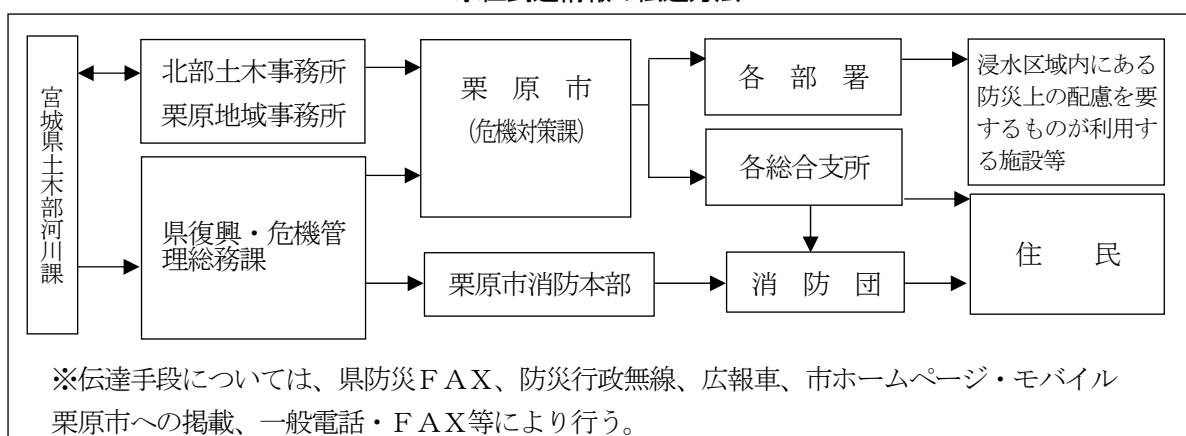 宮城県土木部河川課
北部土木事務所
栗原地域事務所
県復興・危機管
理総務課
栗　原　市
(危機対策課)
栗原市消防本部
各　部　署
各総合支所
消　防　団
浸水区域内にある
防災上の配慮を要
するものが利用す
る施設等
住　　民
※伝達手段については、県防災ＦＡＸ、防災行政無線、広報車、市ホームページ・モバイル
栗原市への掲載、一般電話・ＦＡＸ等により行う。